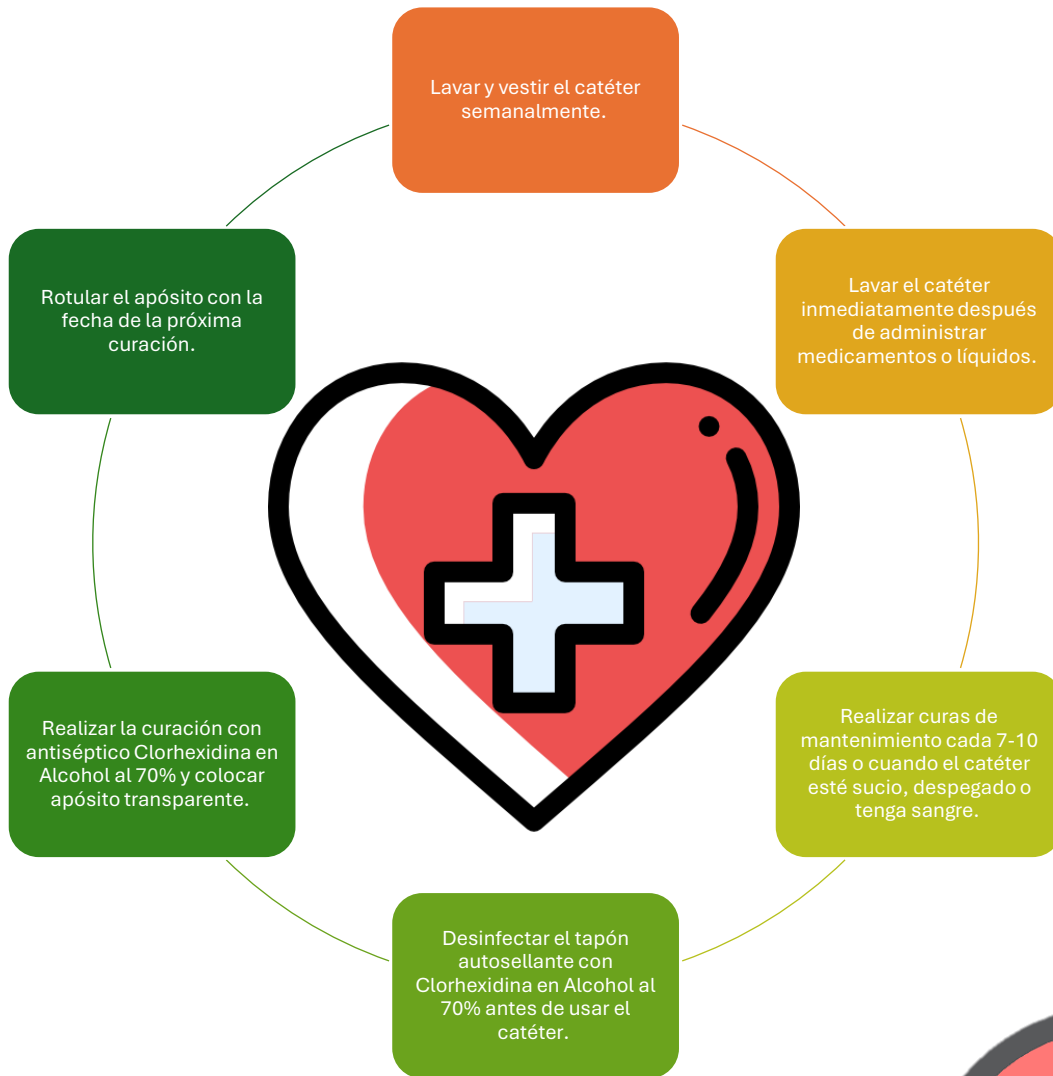 Lavar y vestir el catéter
semanalmente.
Lavar el catéter
inmediatamente después
de administrar
medicamentos o líquidos.
Realizar curas de
mantenimiento cada 7-10
días o cuando el catéter
esté sucio, despegado o
tenga sangre.
Desinfectar el tapón
autosellante con
Clorhexidina en Alcohol al
70% antes de usar el
catéter.
Realizar la curación con
antiséptico Clorhexidina en
Alcohol al 70% y colocar
apósito transparente.
Rotular el apósito con la
fecha de la próxima
curación.